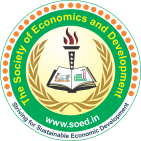 The Society of Economics and Development
www.soed.in
Striving for Sustainable Economic Development